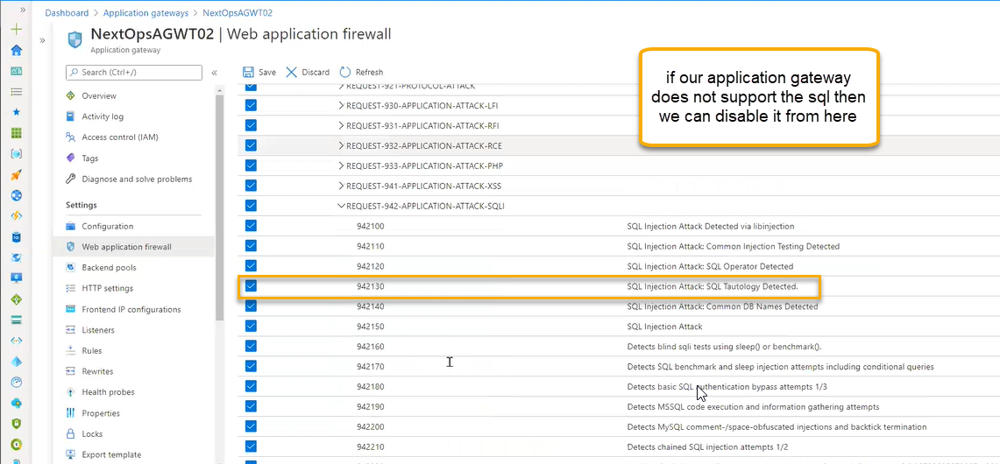 Dashboard > Application gateways > NextOpsAGWT02
NextOpsAGWT02 | Web application firewall
Application gateway
Search (Ctrl+/)
Save Discard Refresh
if our application gateway
does not support the sql then
we can disable it from here
Overview
Activity log
Access control (IAM)
Tags
Diagnose and solve problems
Settings
Configuration
Web application firewall
Backend pools
HTTP settings
Frontend IP configurations
Listeners
Rules
Rewrites
Health probes
Properties
Locks
Export template
REQUEST-921-PROTOCOL-ATTACK
REQUEST-930-APPLICATION-ATTACK-LFI
REQUEST-931-APPLICATION-ATTACK-RFI
REQUEST-932-APPLICATION-ATTACK-RCE
REQUEST-933-APPLICATION-ATTACK-PHP
REQUEST-941-APPLICATION-ATTACK-XSS
REQUEST-942-APPLICATION-ATTACK-SQLI
942100 SQL Injection Attack Detected via libinjection
942110 SQL Injection Attack: Common Injection Testing Detected
942120 SQL Injection Attack: SQL Operator Detected
942130 SQL Injection Attack: SQL Tautology Detected.
942140 SQL Injection Attack: Common DB Names Detected
942150 SQL Injection Attack
942160 Detects blind sqli tests using sleep() or benchmark().
942170 Detects SQL benchmark and sleep injection attempts including conditional queries
942180 Detects basic SQL authentication bypass attempts 1/3
942190 Detects MSSQL code execution and information gathering attempts
942200 Detects MySQL comment-/space-obfuscated injections and backtick termination
942210 Detects chained SQL injection attempts 1/2